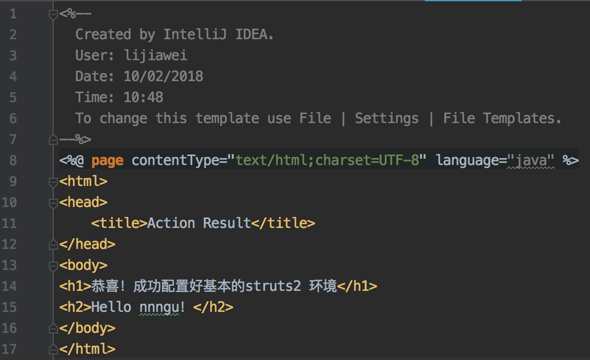 1 <%--
2 Created by IntelliJ IDEA.
3 User: lijiawei
4 Date: 10/02/2018
5 Time: 10:48
6 To change this template use File | Settings | File Templates.
7 --%>
8 <%@ page contentType="text/html;charset=UTF-8" language="java" %>
9 <html>
10 <head>
11 <title>Action Result</title>
12 </head>
13 <body>
14 <h1>恭喜！成功配置好基本的struts2 环境</h1>
15 <h2>Hello nnngu! </h2>
16 </body>
17 </html>